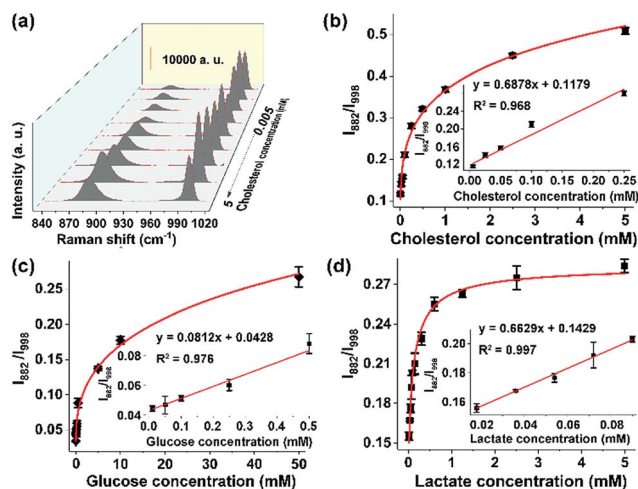 (a)
10000 a. u.
Intensity (a. u.)
0.005
Cholesterol concentration (mM)
5
840 870 900 930 960 990 1020
Raman shift (cm⁻¹)
(b)
I₈₈₂/I₉₉₈
0.5
0.4
0.3
0.2
0.1
y = 0.6878x + 0.1179
R² = 0.968
I₈₈₂/I₉₉₈
0.24
0.20
0.16
0.12
0.00 0.05 0.10 0.15 0.20 0.25
Cholesterol concentration (mM)
0 1 2 3 4 5
Cholesterol concentration (mM)
(c)
I₈₈₂/I₉₉₈
0.25
0.20
0.15
0.10
0.05
y = 0.0812x + 0.0428
R² = 0.976
I₈₈₂/I₉₉₈
0.08
0.06
0.04
0.0 0.1 0.2 0.3 0.4 0.5
Glucose concentration (mM)
0 10 20 30 40 50
Glucose concentration (mM)
(d)
I₈₈₂/I₉₉₈
0.27
0.24
0.21
0.18
0.15
y = 0.6629x + 0.1429
R² = 0.997
I₈₈₂/I₉₉₈
0.20
0.18
0.16
0.02 0.04 0.06 0.08
Lactate concentration (mM)
0 1 2 3 4 5
Lactate concentration (mM)